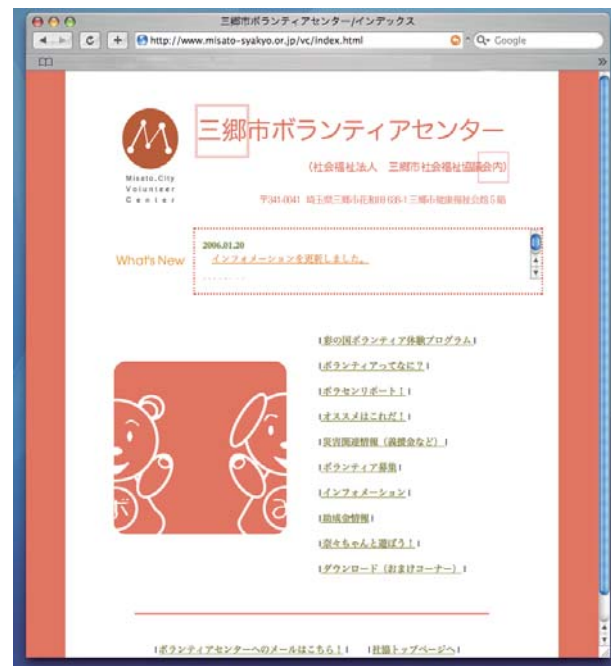 三郷市ボランティアセンター/インデックス
http://www.misato-syakyo.or.jp/vc/index.html
Google
三郷市ボランティアセンター
(社会福祉法人 三郷市社会福祉協議会内)
Misato.City
Volunteer
Center
What's New
2006.01.20
インフォメーションを更新しました。
|彩の国ボランティア体験プログラム|
|ボランティアってなに?|
|ボラセンリポート!|
|オススメはこれだ!|
|災害関連情報(義援金など)|
|ボランティア募集|
|インフォメーション|
|助成金情報|
|奈々ちゃんと遊ぼう!|
|ダウンロード(おまけコーナー)|
ボ
み
|ボランティアセンターへのメールはこちら!| |社協トップページへ|